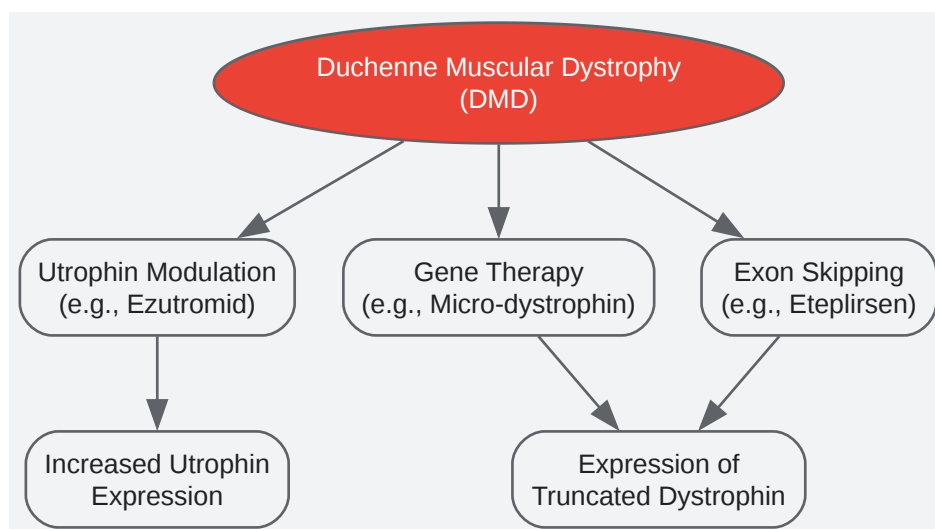 Duchenne Muscular Dystrophy
(DMD)
Utrophin Modulation
(e.g., Ezutromid)
Gene Therapy
(e.g., Micro-dystrophin)
Exon Skipping
(e.g., Eteplirsen)
Increased Utrophin
Expression
Expression of
Truncated Dystrophin